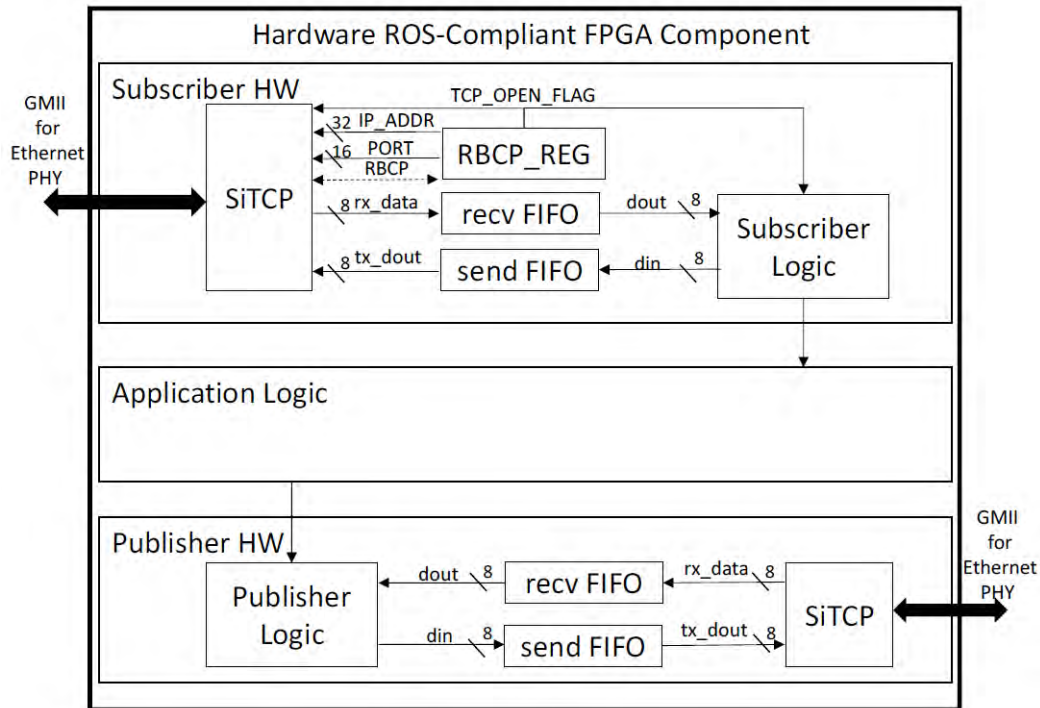 Hardware ROS-Compliant FPGA Component
Subscriber HW
GMII
for
Ethernet
PHY
SiTCP
TCP_OPEN_FLAG
32 IP_ADDR
16 PORT
RBCP
RBCP_REG
8 rx_data
recv FIFO
dout 8
8 tx_dout
send FIFO
din 8
Subscriber
Logic
Application Logic
Publisher HW
Publisher
Logic
dout 8
recv FIFO
rx_data 8
din 8
send FIFO
tx_dout 8
SiTCP
GMII
for
Ethernet
PHY